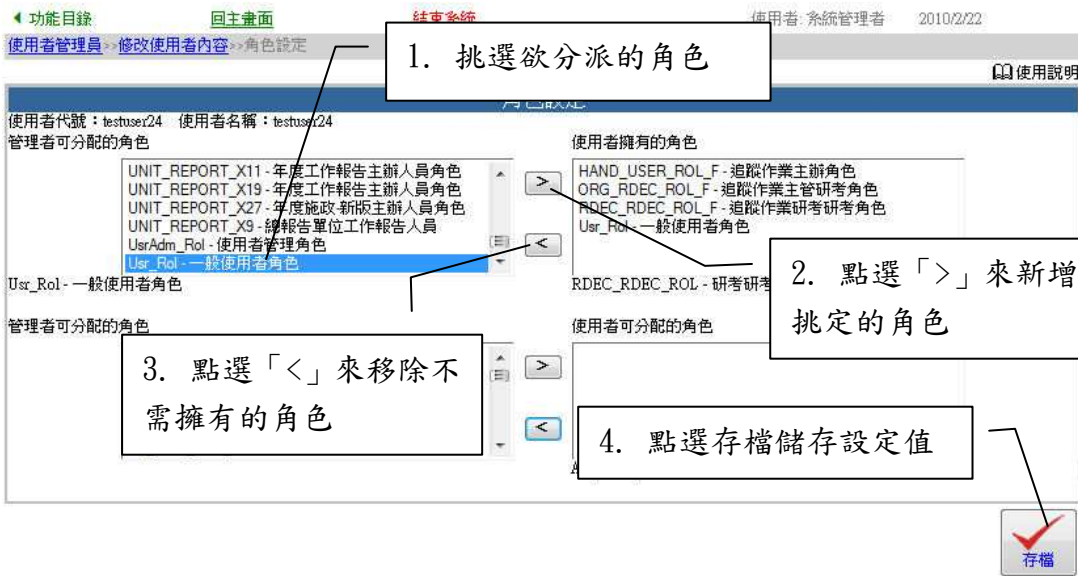 功能目錄 回主畫面 結束系統 使用者: 系統管理者 2010/2/22
使用者管理員>>修改使用者內容>>角色設定
使用說明
1. 挑選欲分派的角色
角色設定
使用者代號：testuser24 使用者名稱：testuser24
管理者可分配的角色 使用者擁有的角色
UNIT_REPORT_X11 - 年度工作報告主辦人員角色
UNIT_REPORT_X19 - 年度工作報告主辦人員角色
UNIT_REPORT_X27 - 年度施政-新版主辦人員角色
UNIT_REPORT_X9 - 總報告單位工作報告人員
UsrAdm_Rol - 使用者管理角色
Usr_Rol - 一般使用者角色
>
<
HAND_USER_ROL_F - 追蹤作業主辦角色
ORG_RDEC_ROL_F - 追蹤作業主管研考角色
RDEC_RDEC_ROL_F - 追蹤作業研考研考角色
Usr_Rol - 一般使用者角色
Usr_Rol - 一般使用者角色
RDEC_RDEC_ROL - 研考研考
2. 點選「>」來新增
挑定的角色
管理者可分配的角色 使用者可分配的角色
3. 點選「<」來移除不
需擁有的角色
>
<
4. 點選存檔儲存設定值
存檔